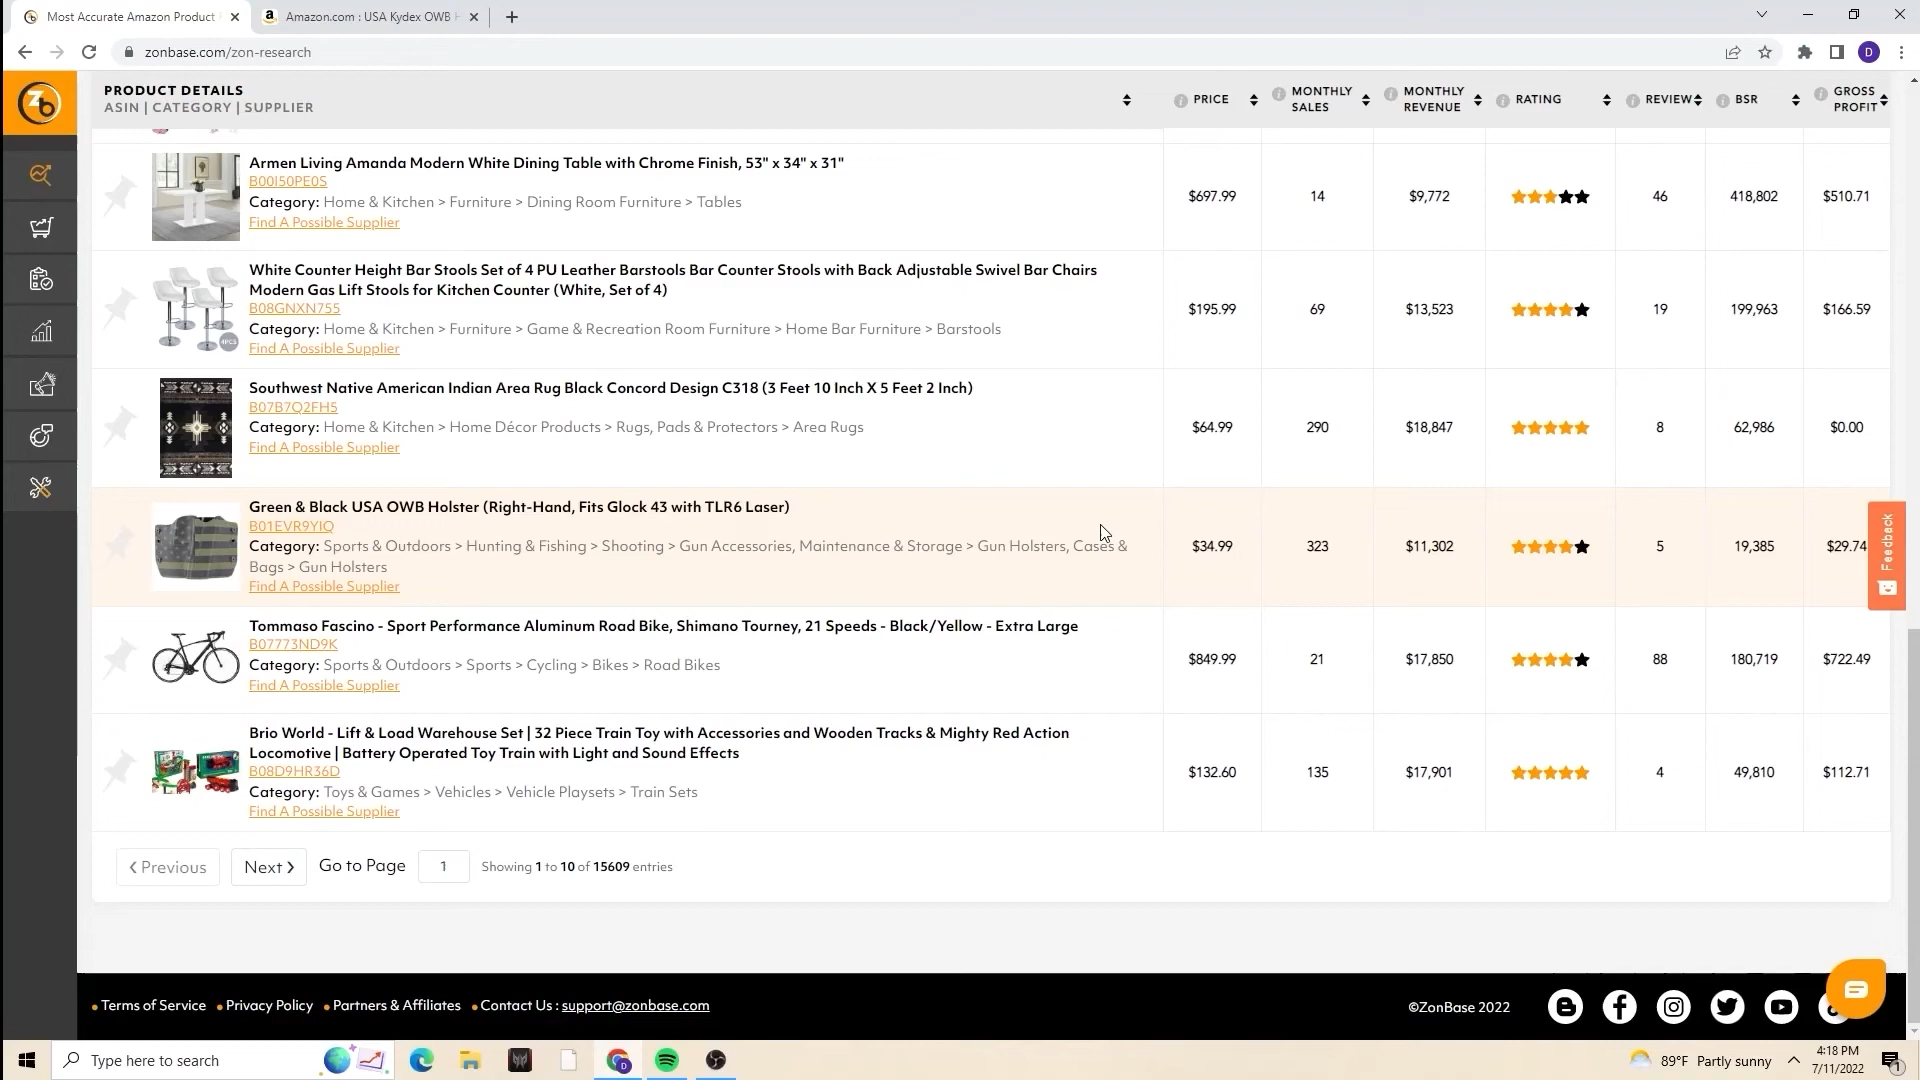 Most Accurate Amazon Product
Amazon.com : USA Kydex OWB H
zonbase.com/zon-research
D
PRODUCT DETAILS
ASIN | CATEGORY | SUPPLIER
PRICE
MONTHLY SALES
MONTHLY REVENUE
RATING
REVIEW
BSR
GROSS PROFIT
Armen Living Amanda Modern White Dining Table with Chrome Finish, 53" x 34" x 31"
B00I50PE0S
Category: Home & Kitchen > Furniture > Dining Room Furniture > Tables
Find A Possible Supplier
$697.99 14 $9,772 46 418,802 $510.71
White Counter Height Bar Stools Set of 4 PU Leather Barstools Bar Counter Stools with Back Adjustable Swivel Bar Chairs
Modern Gas Lift Stools for Kitchen Counter (White, Set of 4)
B08GNXN755
Category: Home & Kitchen > Furniture > Game & Recreation Room Furniture > Home Bar Furniture > Barstools
Find A Possible Supplier
4PCS
$195.99 69 $13,523 19 199,963 $166.59
Southwest Native American Indian Area Rug Black Concord Design C318 (3 Feet 10 Inch X 5 Feet 2 Inch)
B07B7Q2FH5
Category: Home & Kitchen > Home Décor Products > Rugs, Pads & Protectors > Area Rugs
Find A Possible Supplier
$64.99 290 $18,847 8 62,986 $0.00
Green & Black USA OWB Holster (Right-Hand, Fits Glock 43 with TLR6 Laser)
B01EVR9YIQ
Category: Sports & Outdoors > Hunting & Fishing > Shooting > Gun Accessories, Maintenance & Storage > Gun Holsters, Cases &
Bags > Gun Holsters
Find A Possible Supplier
$34.99 323 $11,302 5 19,385 $29.74
Feedback
Tommaso Fascino - Sport Performance Aluminum Road Bike, Shimano Tourney, 21 Speeds - Black/Yellow - Extra Large
B07773ND9K
Category: Sports & Outdoors > Sports > Cycling > Bikes > Road Bikes
Find A Possible Supplier
$849.99 21 $17,850 88 180,719 $722.49
Brio World - Lift & Load Warehouse Set | 32 Piece Train Toy with Accessories and Wooden Tracks & Mighty Red Action
Locomotive | Battery Operated Toy Train with Light and Sound Effects
B08D9HR36D
Category: Toys & Games > Vehicles > Vehicle Playsets > Train Sets
Find A Possible Supplier
$132.60 135 $17,901 4 49,810 $112.71
Previous Next Go to Page 1 Showing 1 to 10 of 15609 entries
Terms of Service Privacy Policy Partners & Affiliates Contact Us : support@zonbase.com
©ZonBase 2022
Type here to search
89°F Partly sunny
4:18 PM
7/11/2022
1